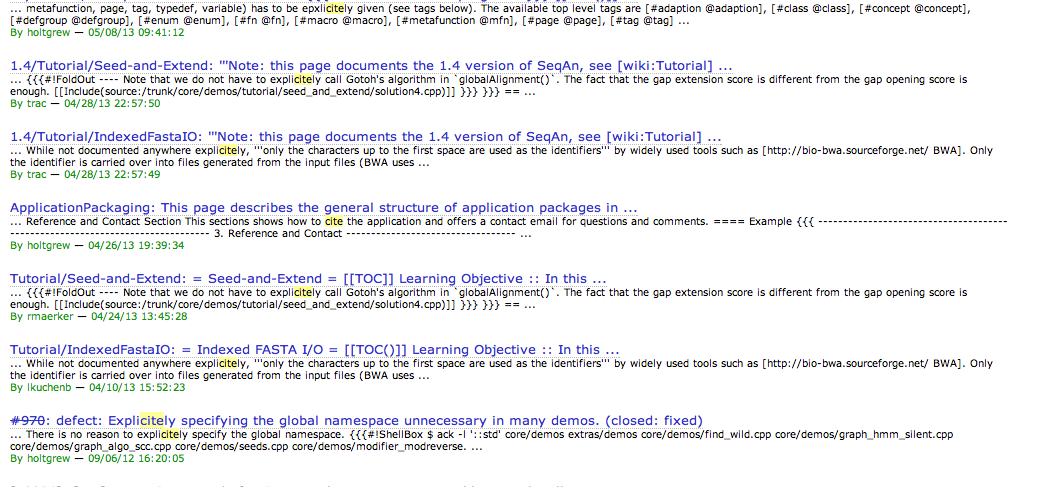 ... metafunction, page, tag, typedef, variable) has to be epxlicitely given (see tags below). The available top level tags are [#adaption @adaption], [#class @class], [#concept @concept],
[#defgroup @defgroup], [#enum @enum], [#fn @fn], [#macro @macro], [#metafunction @mfn], [#page @page], [#tag @tag] ...
By holtgrew — 05/08/13 09:41:12
1.4/Tutorial/Seed-and-Extend: '''Note: this page documents the 1.4 version of SeqAn, see [wiki:Tutorial] ...
... {{{#!FoldOut ---- Note that we do not have to explicitely call Gotoh's algorithm in `globalAlignment()`. The fact that the gap extension score is different from the gap opening score is
enough. [[Include(source:/trunk/core/demos/tutorial/seed_and_extend/solution4.cpp)]] }}} }}} == ...
By trac — 04/28/13 22:57:50
1.4/Tutorial/IndexedFastaIO: '''Note: this page documents the 1.4 version of SeqAn, see [wiki:Tutorial] ...
... While not documented anywhere explicitely, '''only the characters up to the first space are used as the identifiers''' by widely used tools such as [http://bio-bwa.sourceforge.net/ BWA]. Only
the identifier is carried over into files generated from the input files (BWA uses ...
By trac — 04/28/13 22:57:49
ApplicationPackaging: This page describes the general structure of application packages in ...
... Reference and Contact Section This sections shows how to cite the application and offers a contact email for questions and comments. ==== Example {{{ ------------------------------------------
--------------------------------------------- 3. Reference and Contact -------------------------------------- ...
By holtgrew — 04/26/13 19:39:34
Tutorial/Seed-and-Extend: = Seed-and-Extend = [[TOC]] Learning Objective :: In this ...
... {{{#!FoldOut ---- Note that we do not have to explicitely call Gotoh's algorithm in `globalAlignment()`. The fact that the gap extension score is different from the gap opening score is
enough. [[Include(source:/trunk/core/demos/tutorial/seed_and_extend/solution4.cpp)]] }}} }}} == ...
By rmaerker — 04/24/13 13:45:28
Tutorial/IndexedFastaIO: = Indexed FASTA I/O = [[TOC()]] Learning Objective :: In this ...
... While not documented anywhere explicitely, '''only the characters up to the first space are used as the identifiers''' by widely used tools such as [http://bio-bwa.sourceforge.net/ BWA]. Only
the identifier is carried over into files generated from the input files (BWA uses ...
By lkuchenb — 04/10/13 15:52:23
#970: defect: Explicitely specifying the global namespace unnecessary in many demos. (closed: fixed)
... There is no reason to explicitely specify the global namespace. {{{#!ShellBox $ ack -l '::std' core/demos extras/demos core/demos/find_wild.cpp core/demos/graph_hmm_silent.cpp
core/demos/graph_algo_scc.cpp core/demos/seeds.cpp core/demos/modifier_modreverse. ...
By holtgrew — 09/06/12 16:20:05